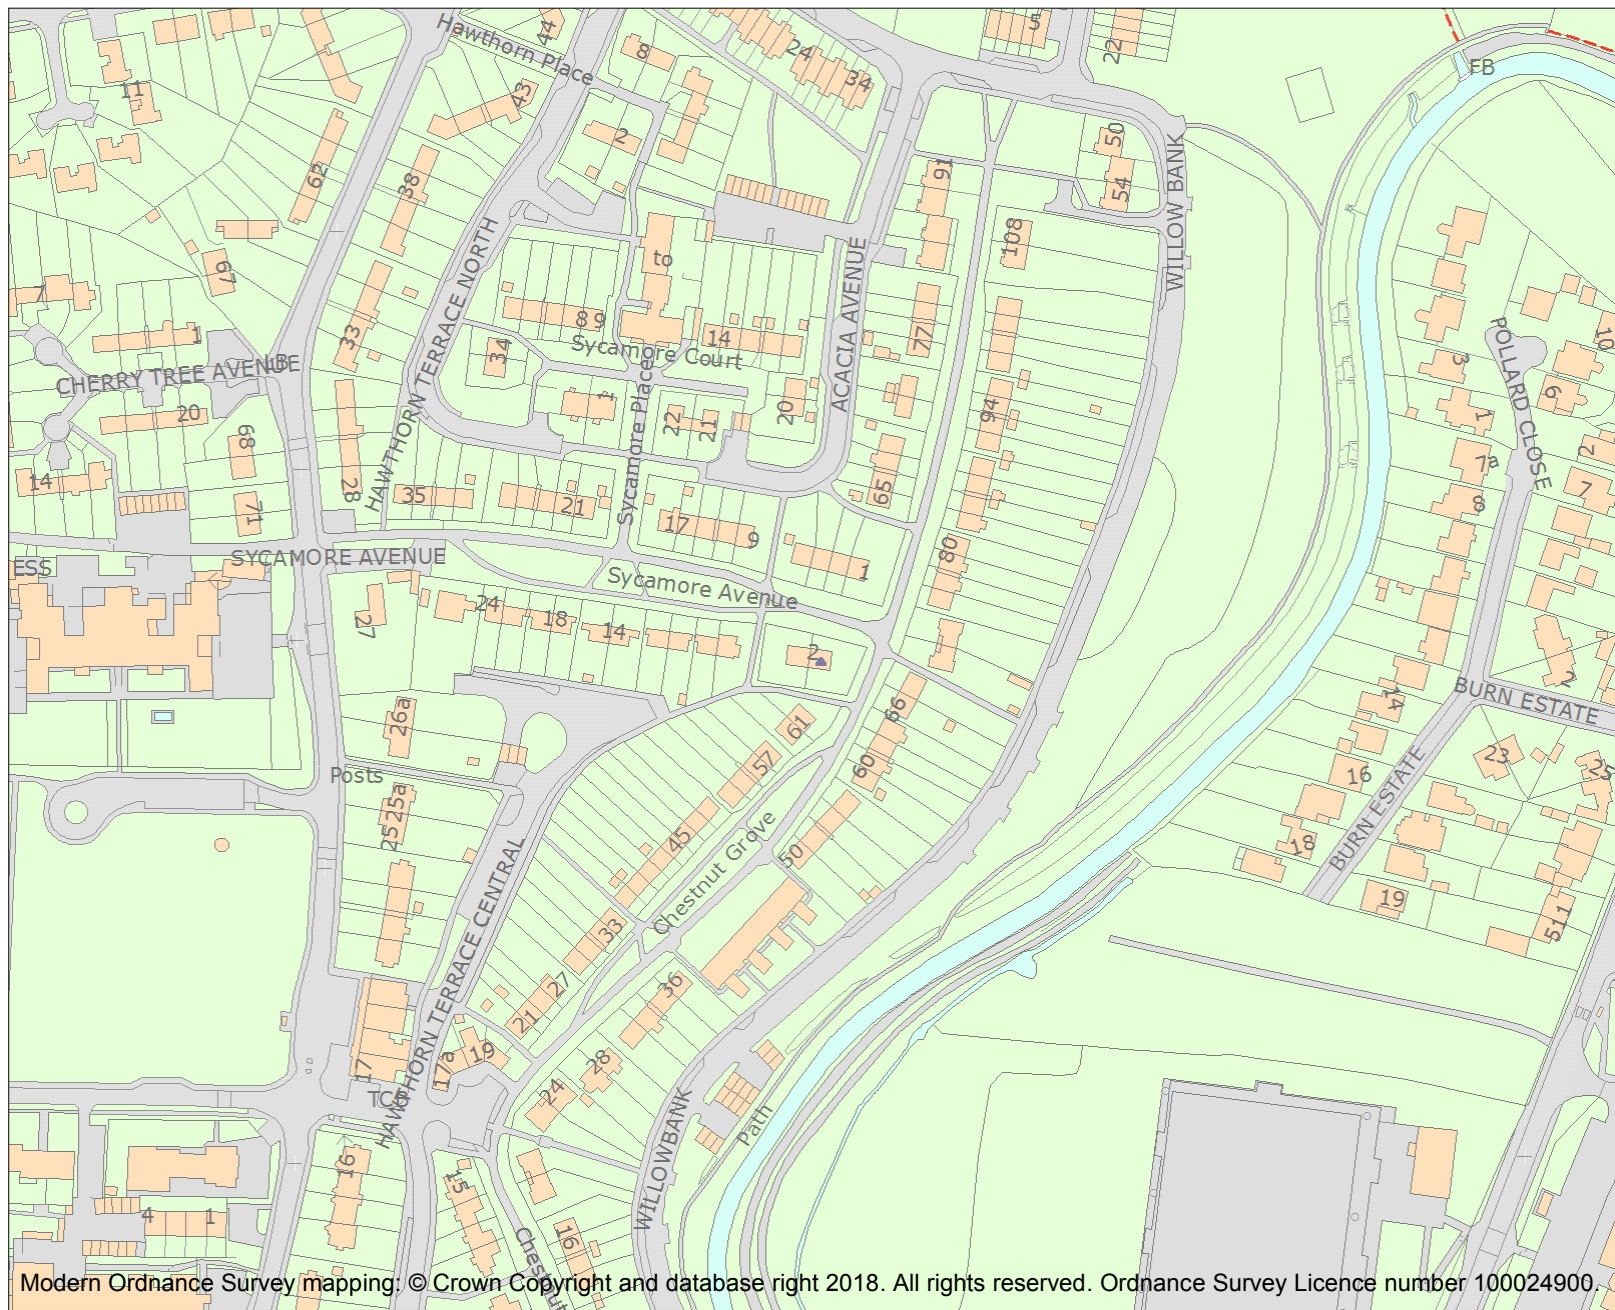 Hawthorn Place
44
8
24
34
5
22
FB
11
43
2
50
62
38
91
54
WILLOW BANK
108
to
67
7
HAWTHORN TERRACE NORTH
ACACIA AVENUE
33
8
9
14
77
1
34
Sycamore Court
LB
CHERRY TREE AVENUE
POLLARD CLOSE
10
3
6
1
20
68
Sycamore Place
22
21
20
94
1
2
7a
7
8
14
28
35
21
65
71
17
9
80
1
SYCAMORE AVENUE
ESS
Sycamore Avenue
27
24
18
14
2
2
BURN ESTATE
14
26a
66
61
57
60
23
25
16
Posts
25a
25
45
50
18
BURN ESTATE
Chestnut Grove
19
511
HAWTHORN TERRACE CENTRAL
33
27
36
21
19
17
17a
28
24
TCB
Path
WILLOWBANK
16
15
4
1
16
Chestnut
Modern Ordnance Survey mapping: © Crown Copyright and database right 2018. All rights reserved. Ordnance Survey Licence number 100024900.